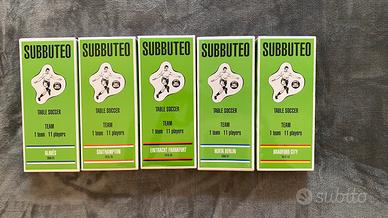 SUBBUTEO
TABLE SOCCER
TEAM
1 team 11 players
ALAVÉS
SUBBUTEO
TABLE SOCCER
TEAM
1 team 11 players
SOUTHAMPTON
SUBBUTEO
TABLE SOCCER
TEAM
1 team 11 players
EINTRACHT FRANKFURT
SUBBUTEO
TABLE SOCCER
TEAM
1 team 11 players
HERTA BERLIN
SUBBUTEO
TABLE SOCCER
TEAM
1 team 11 players
BRADFORD CITY
subito